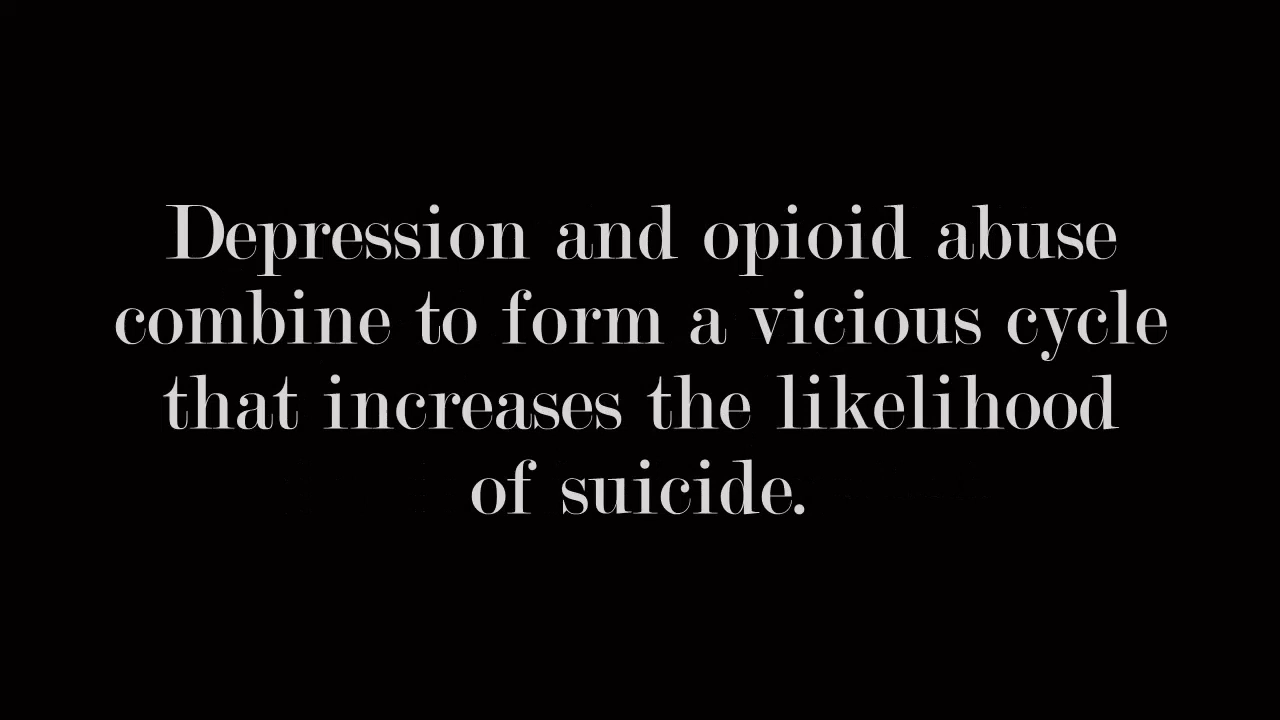 Depression and opioid abuse
combine to form a vicious cycle
that increases the likelihood
of suicide.